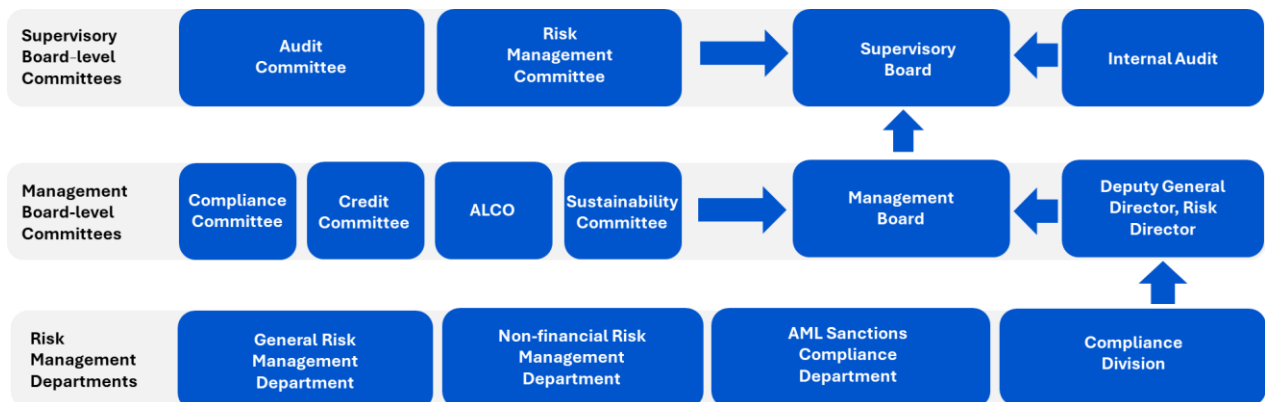 Supervisory
Board-level
Committees
Audit
Committee
Risk
Management
Committee
Supervisory
Board
Internal Audit
Management
Board-level
Committees
Compliance
Committee
Credit
Committee
ALCO
Sustainability
Committee
Management
Board
Deputy General
Director, Risk
Director
Risk
Management
Departments
General Risk
Management
Department
Non-financial Risk
Management
Department
AML Sanctions
Compliance
Department
Compliance
Division